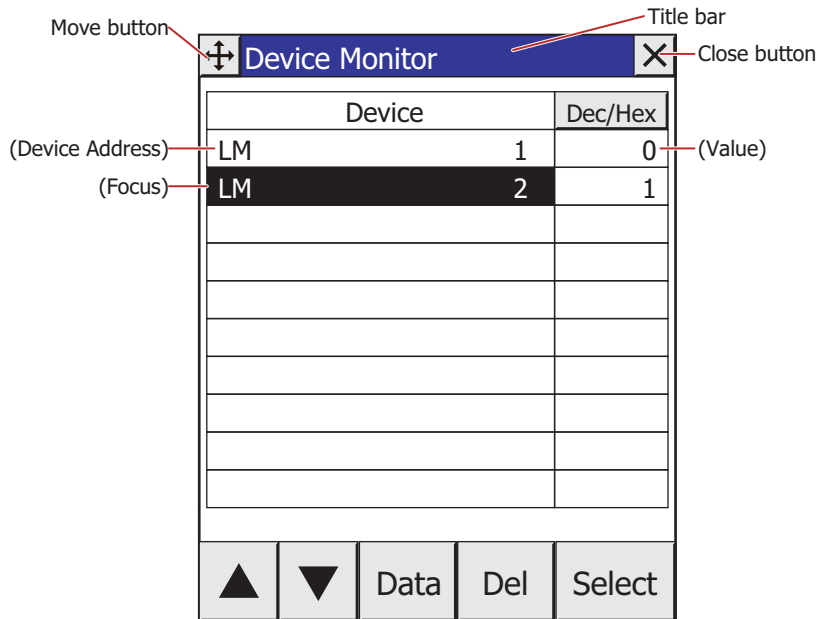 Title bar
Move button
Device Monitor
Close button
Device Dec/Hex
(Device Address) LM 1 0 (Value)
(Focus) LM 2 1
Data Del Select